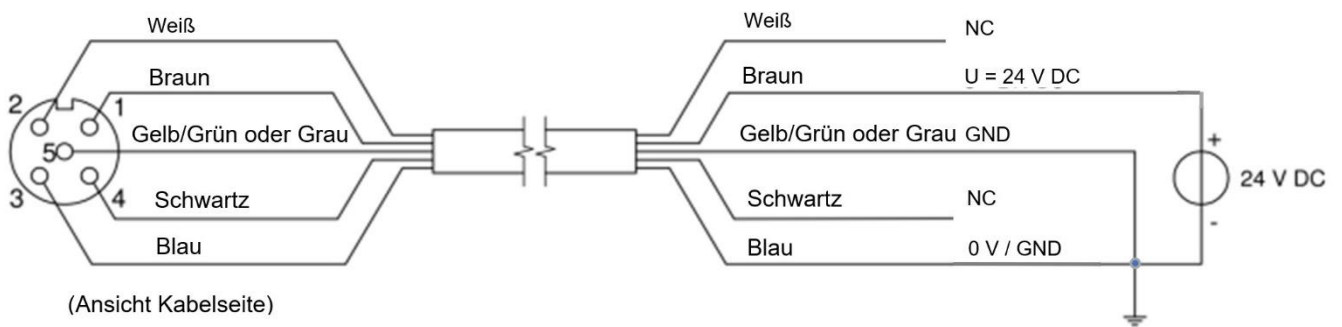 Weiß
Weiß
NC
Braun
Braun
U = 24 V DC
2
1
Gelb/Grün oder Grau
Gelb/Grün oder Grau GND
5
+
24 V DC
3
4
Schwartz
Schwartz
NC
-
Blau
Blau
0 V / GND
(Ansicht Kabelseite)